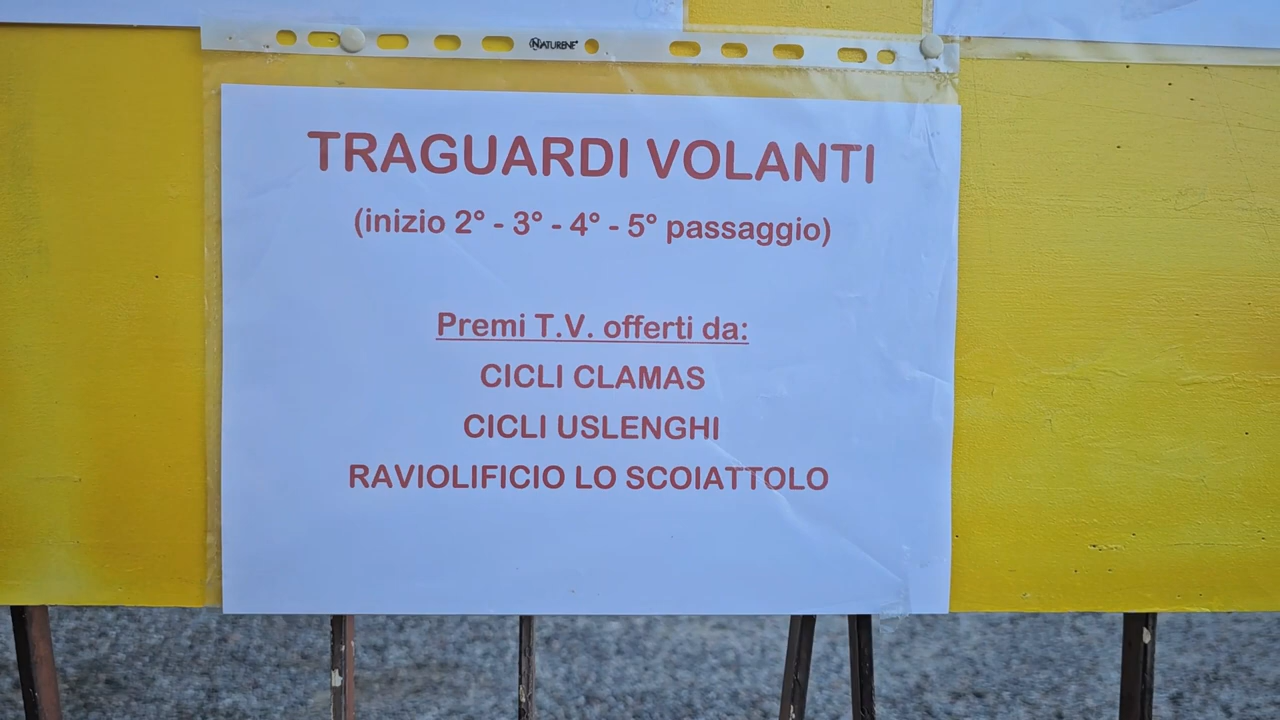 NATURENE®
TRAGUARDI VOLANTI
(inizio 2° - 3° - 4° - 5° passaggio)
Premi T.V. offerti da:
CICLI CLAMAS
CICLI USLENGHI
RAVIOLIFICIO LO SCOIATTOLO